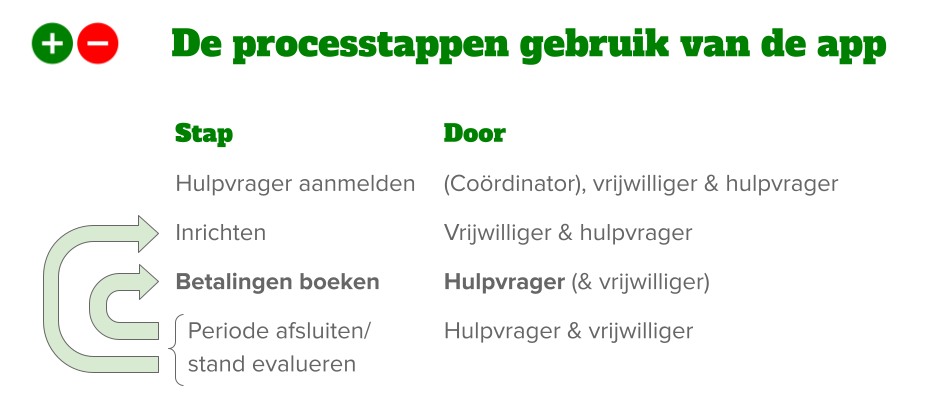 De processtappen gebruik van de app
Stap Door
Hulpvrager aanmelden (Coördinator), vrijwilliger & hulpvrager
Inrichten Vrijwilliger & hulpvrager
Betalingen boeken Hulpvrager (& vrijwilliger)
Periode afsluiten/ Hulpvrager & vrijwilliger
stand evalueren